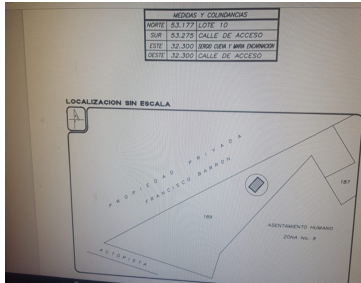 MEDIDAS Y COLINDANCIAS
NORTE 53.177 LOTE 10
SUR 53.275 CALLE DE ACCESO
ESTE 32.300 SERGIO CUEVA Y MARIA ENCARNACION
OESTE 32.300 CALLE DE ACCESO
LOCALIZACION SIN ESCALA
PROPIEDAD PRIVADA
FRANCISCO BARRON
187
189
ASENTAMIENTO HUMANO
ZONA No. 9
AUTOPISTA